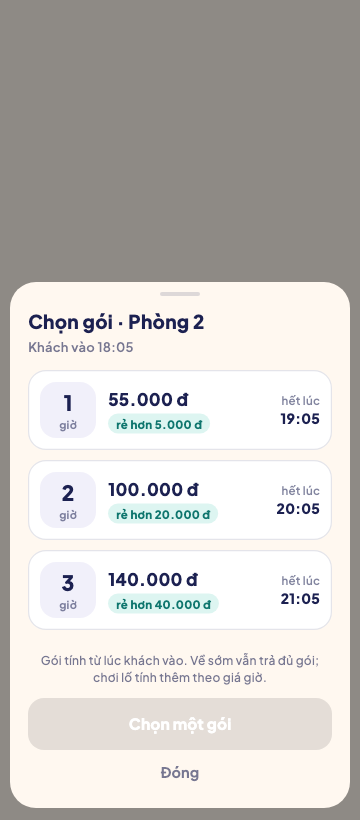 Chọn gói · Phòng 2
Khách vào 18:05
1
giờ
55.000 đ
rẻ hơn 5.000 đ
hết lúc
19:05
2
giờ
100.000 đ
rẻ hơn 20.000 đ
hết lúc
20:05
3
giờ
140.000 đ
rẻ hơn 40.000 đ
hết lúc
21:05
Gói tính từ lúc khách vào. Về sớm vẫn trả đủ gói;
chơi lố tính thêm theo giá giờ.
Chọn một gói
Đóng